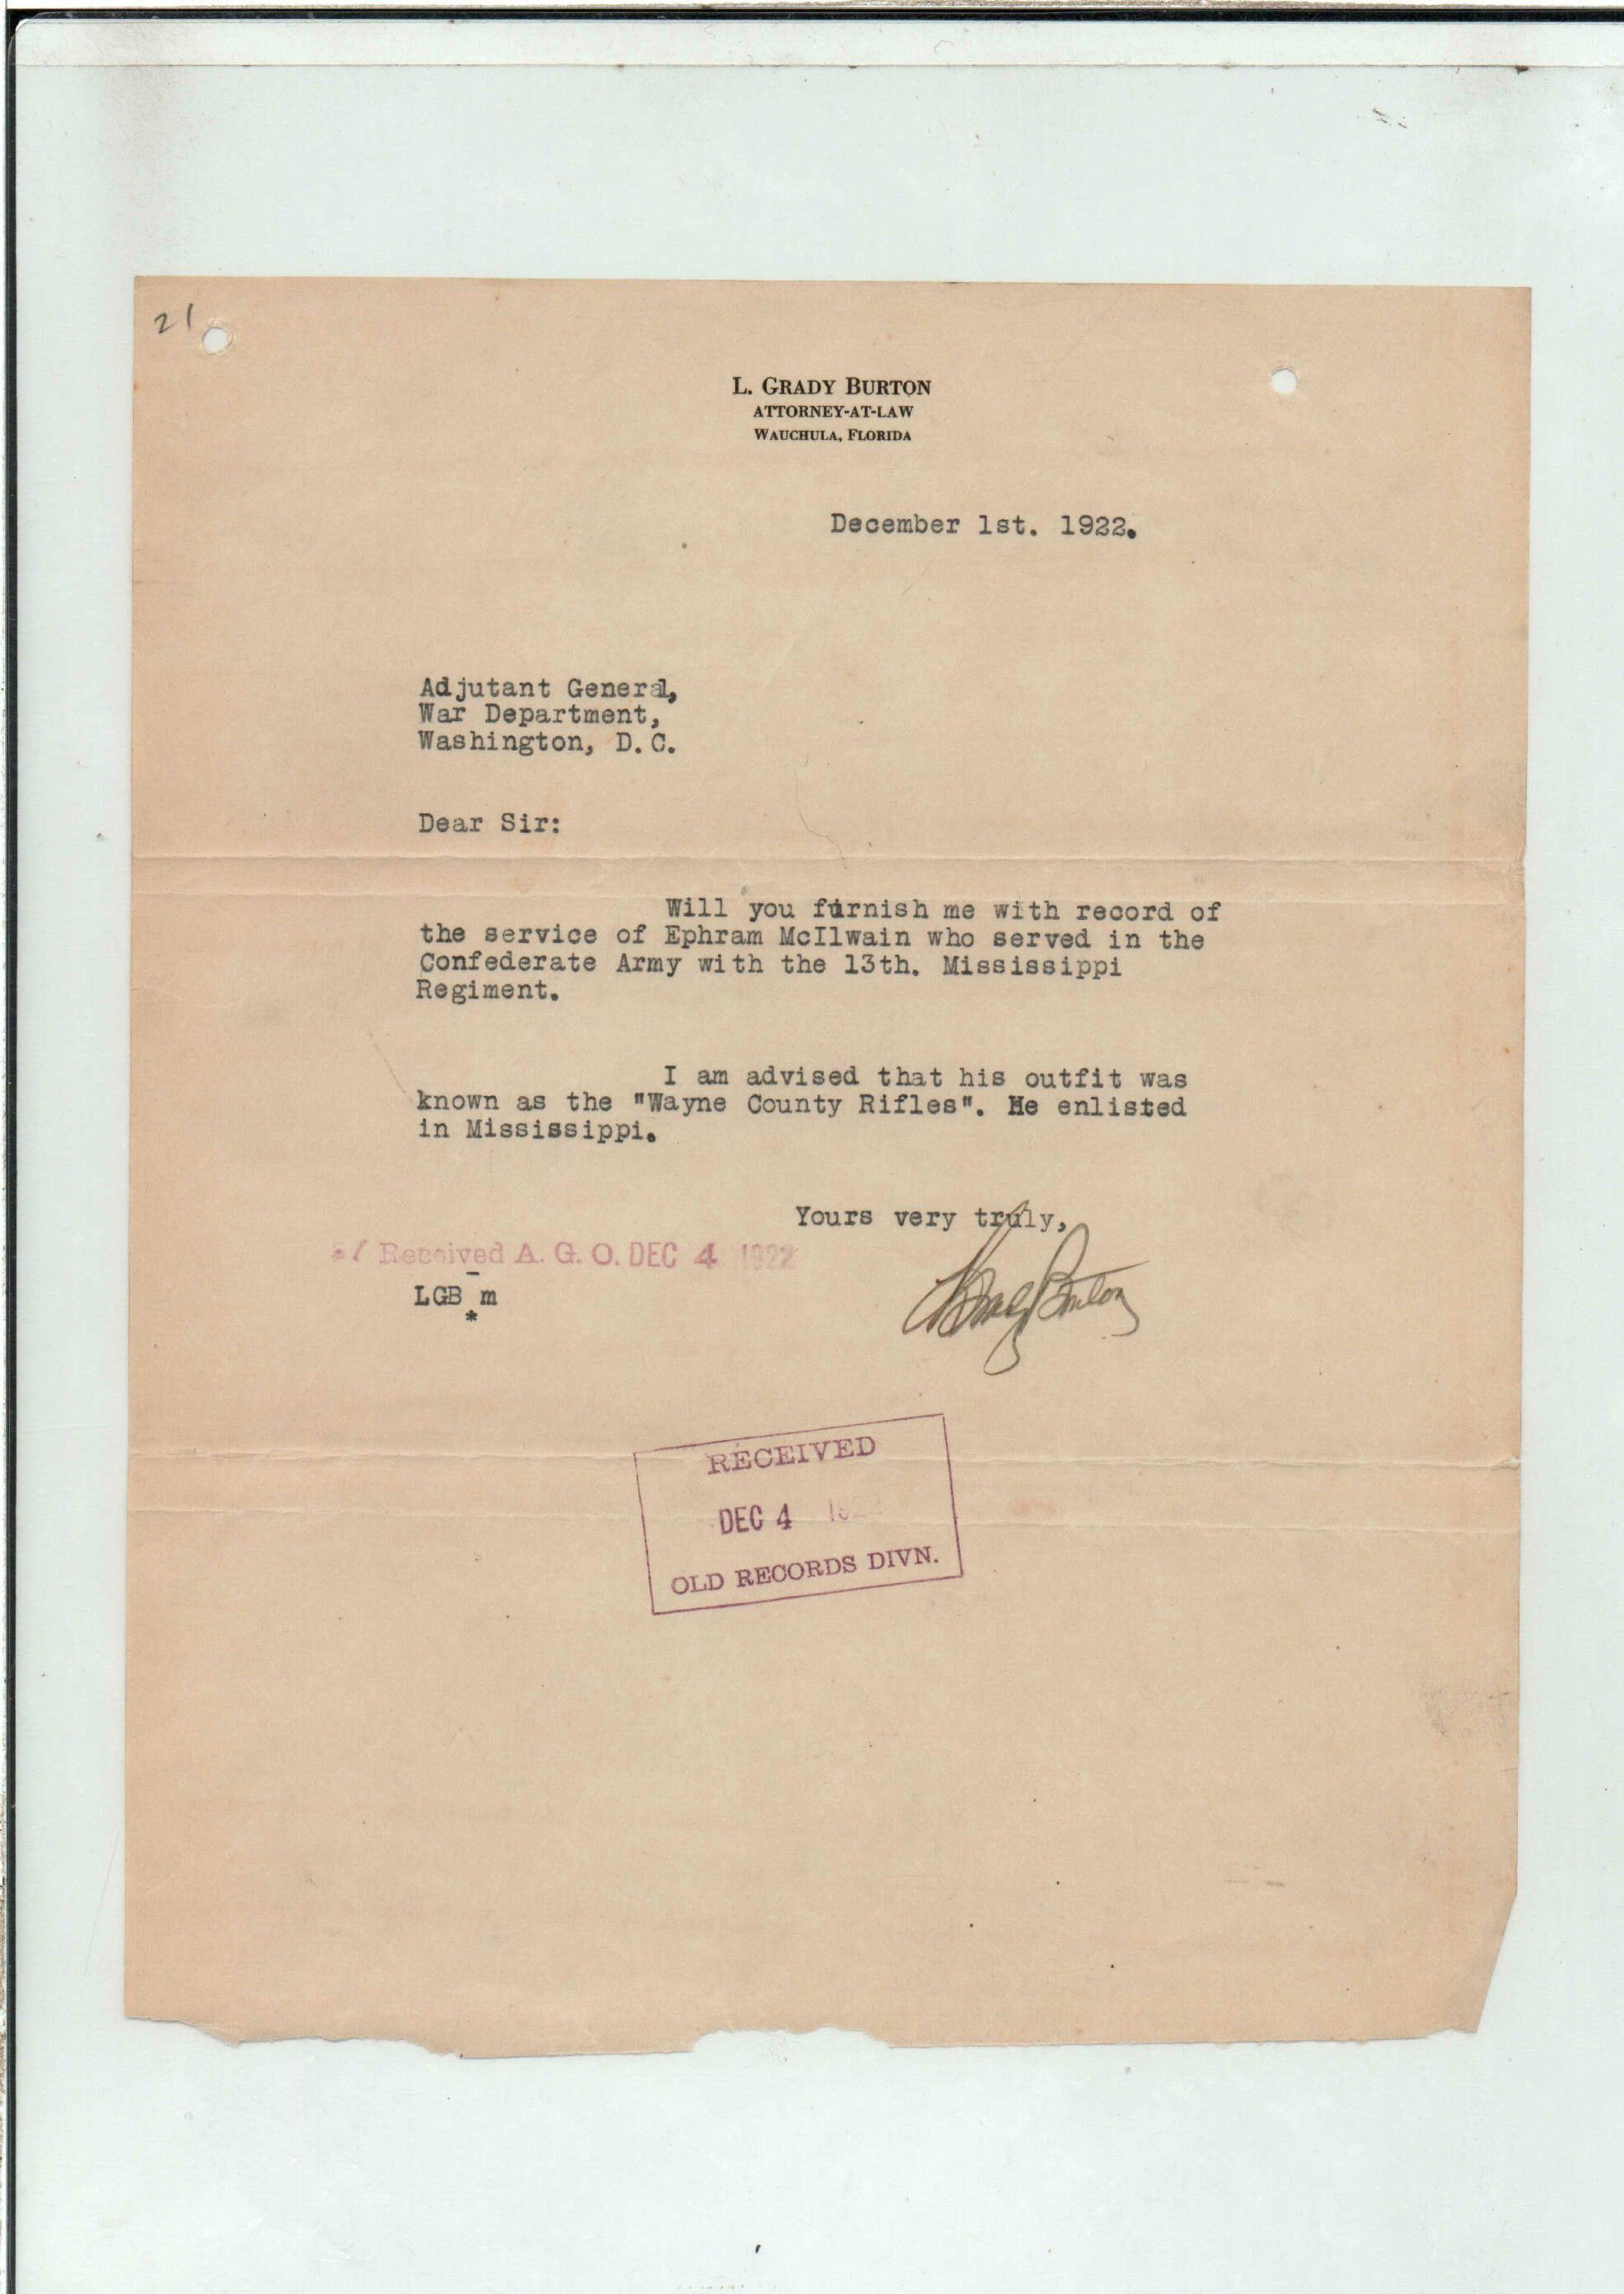 21
L. GRADY BURTON
ATTORNEY-AT-LAW
WAUCHULA, FLORIDA
December 1st. 1922.
Adjutant General,
War Department,
Washington, D.C.
Dear Sir:
Will you furnish me with record of
the service of Ephram McIlwain who served in the
Confederate Army with the 13th. Mississippi
Regiment.
I am advised that his outfit was
known as the "Wayne County Rifles". He enlisted
in Mississippi.
Yours very truly,
Received A. G. O. DEC 4 1922
LGB m
*
Grady Burton
RECEIVED
DEC 4
OLD RECORDS DIVN.